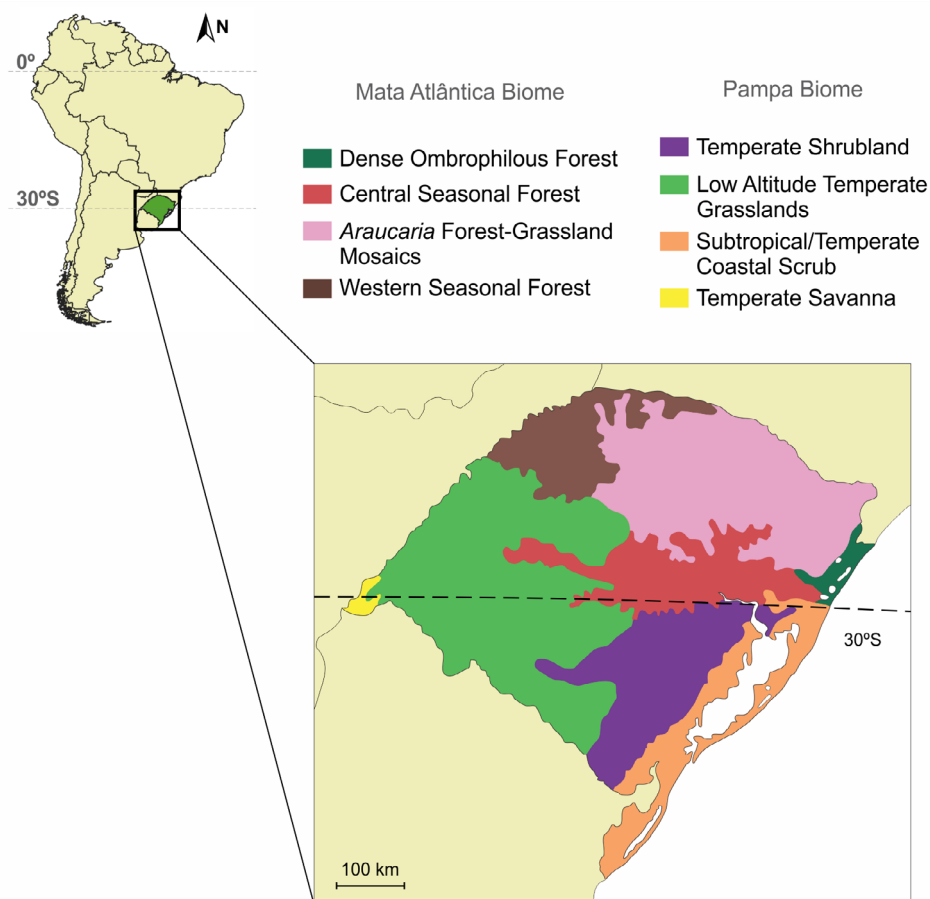 N
0º
30ºS
Mata Atlântica Biome
Dense Ombrophilous Forest
Central Seasonal Forest
Araucaria Forest-Grassland
Mosaics
Western Seasonal Forest
Pampa Biome
Temperate Shrubland
Low Altitude Temperate
Grasslands
Subtropical/Temperate
Coastal Scrub
Temperate Savanna
30ºS
100 km